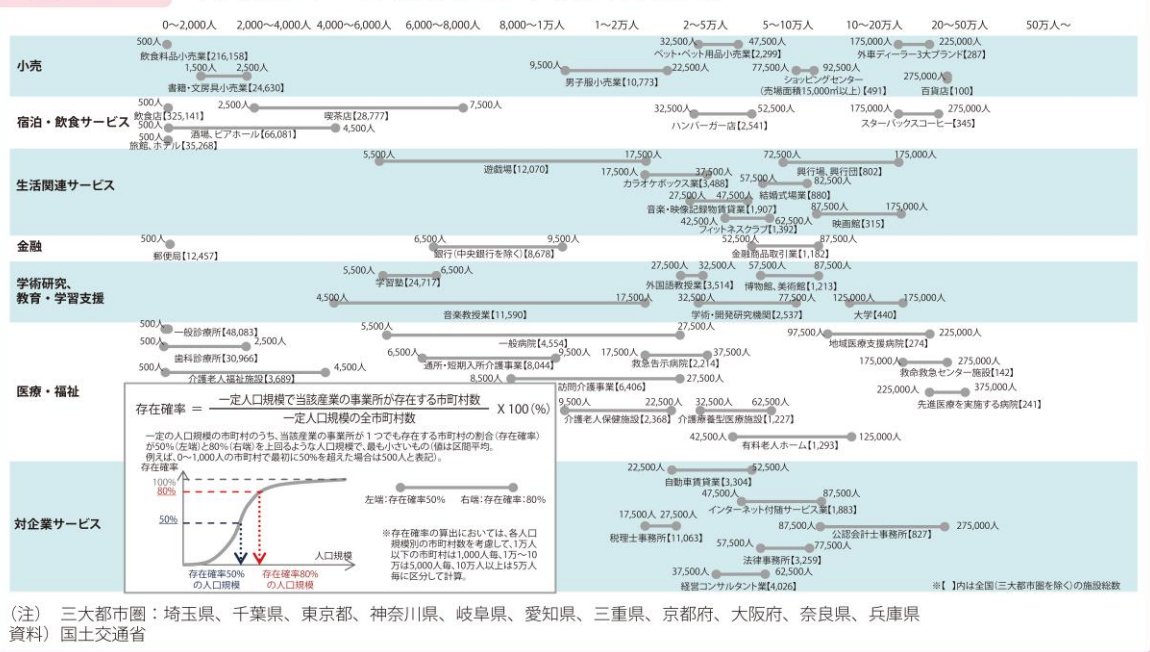 0～2,000人 2,000～4,000人 4,000～6,000人 6,000～8,000人 8,000～1万人 1～2万人 2～5万人 5～10万人 10～20万人 20～50万人 50万人～
小売
500人
飲食料品小売業【216,158】
1,500人 2,500人
書籍・文房具小売業【24,630】
9,500人 22,500人
男子服小売業【10,773】
32,500人 47,500人
ペット・ペット用品小売業【2,299】
77,500人 92,500人
ショッピングセンター
（売場面積15,000㎡以上）【491】
175,000人 225,000人
外車ディーラー3大ブランド【287】
275,000人
百貨店【100】
宿泊・飲食サービス
500人
飲食店【325,141】
2,500人 7,500人
喫茶店【28,777】
500人 4,500人
酒場、ビアホール【66,081】
500人
旅館、ホテル【35,268】
32,500人 52,500人
ハンバーガー店【2,541】
175,000人 275,000人
スターバックスコーヒー【345】
生活関連サービス
5,500人 17,500人
遊戯場【12,070】
17,500人 37,500人
カラオケボックス業【3,488】
27,500人 47,500人
音楽・映像記録物賃貸業【1,907】
42,500人 62,500人
フィットネスクラブ【1,392】
72,500人 175,000人
興行場、興行団【802】
57,500人 82,500人
結婚式場業【880】
87,500人 175,000人
映画館【315】
金融
500人
郵便局【12,457】
6,500人 9,500人
銀行（中央銀行を除く）【8,678】
52,500人 87,500人
金融商品取引業【1,182】
学術研究、
教育・学習支援
5,500人 6,500人
学習塾【24,717】
4,500人 17,500人
音楽教授業【11,590】
27,500人 32,500人
外国語教授業【3,514】
57,500人 87,500人
博物館、美術館【1,213】
32,500人 77,500人
学術・開発研究機関【2,537】
125,000人 175,000人
大学【440】
医療・福祉
500人
一般診療所【48,083】
500人 2,500人
歯科診療所【30,966】
500人 4,500人
介護老人福祉施設【3,689】
5,500人 27,500人
一般病院【4,554】
6,500人 9,500人
通所・短期入所介護事業【8,044】
17,500人 37,500人
救急告示病院【2,214】
8,500人 27,500人
訪問介護事業【6,406】
9,500人 22,500人
介護老人保健施設【2,368】
32,500人 62,500人
介護療養型医療施設【1,227】
42,500人 125,000人
有料老人ホーム【1,293】
97,500人 225,000人
地域医療支援病院【274】
175,000人 275,000人
救命救急センター施設【142】
225,000人 375,000人
先進医療を実施する病院【241】
対企業サービス
22,500人 52,500人
自動車賃貸業【3,304】
47,500人 87,500人
インターネット付随サービス業【1,883】
17,500人 27,500人
税理士事務所【11,063】
87,500人 275,000人
公認会計士事務所【827】
57,500人 77,500人
法律事務所【3,259】
37,500人 62,500人
経営コンサルタント業【4,026】
※【 】内は全国（三大都市圏を除く）の施設総数
存在確率 ＝ 一定人口規模で当該産業の事業所が存在する市町村数
一定人口規模の全市町村数 X 100（%）
一定の人口規模の市町村のうち、当該産業の事業所が１つでも存在する市町村の割合（存在確率）
が50%（左端）と80%（右端）を上回るような人口規模で、最も小さいもの（値は区間平均。
例えば、0～1,000人の市町村で最初に50%を超えた場合は500人と表記）。
存在確率
100%
80%
50%
人口規模
存在確率50%
の人口規模
存在確率80%
の人口規模
左端：存在確率50% 右端：存在確率：80%
※存在確率の算出においては、各人口
規模別の市町村数を考慮して、1万人
以下の市町村は1,000人毎、1万～10
万は5,000人毎、10万人以上は5万人
毎に区分して計算。
（注） 三大都市圏：埼玉県、千葉県、東京都、神奈川県、岐阜県、愛知県、三重県、京都府、大阪府、奈良県、兵庫県
資料）国土交通省